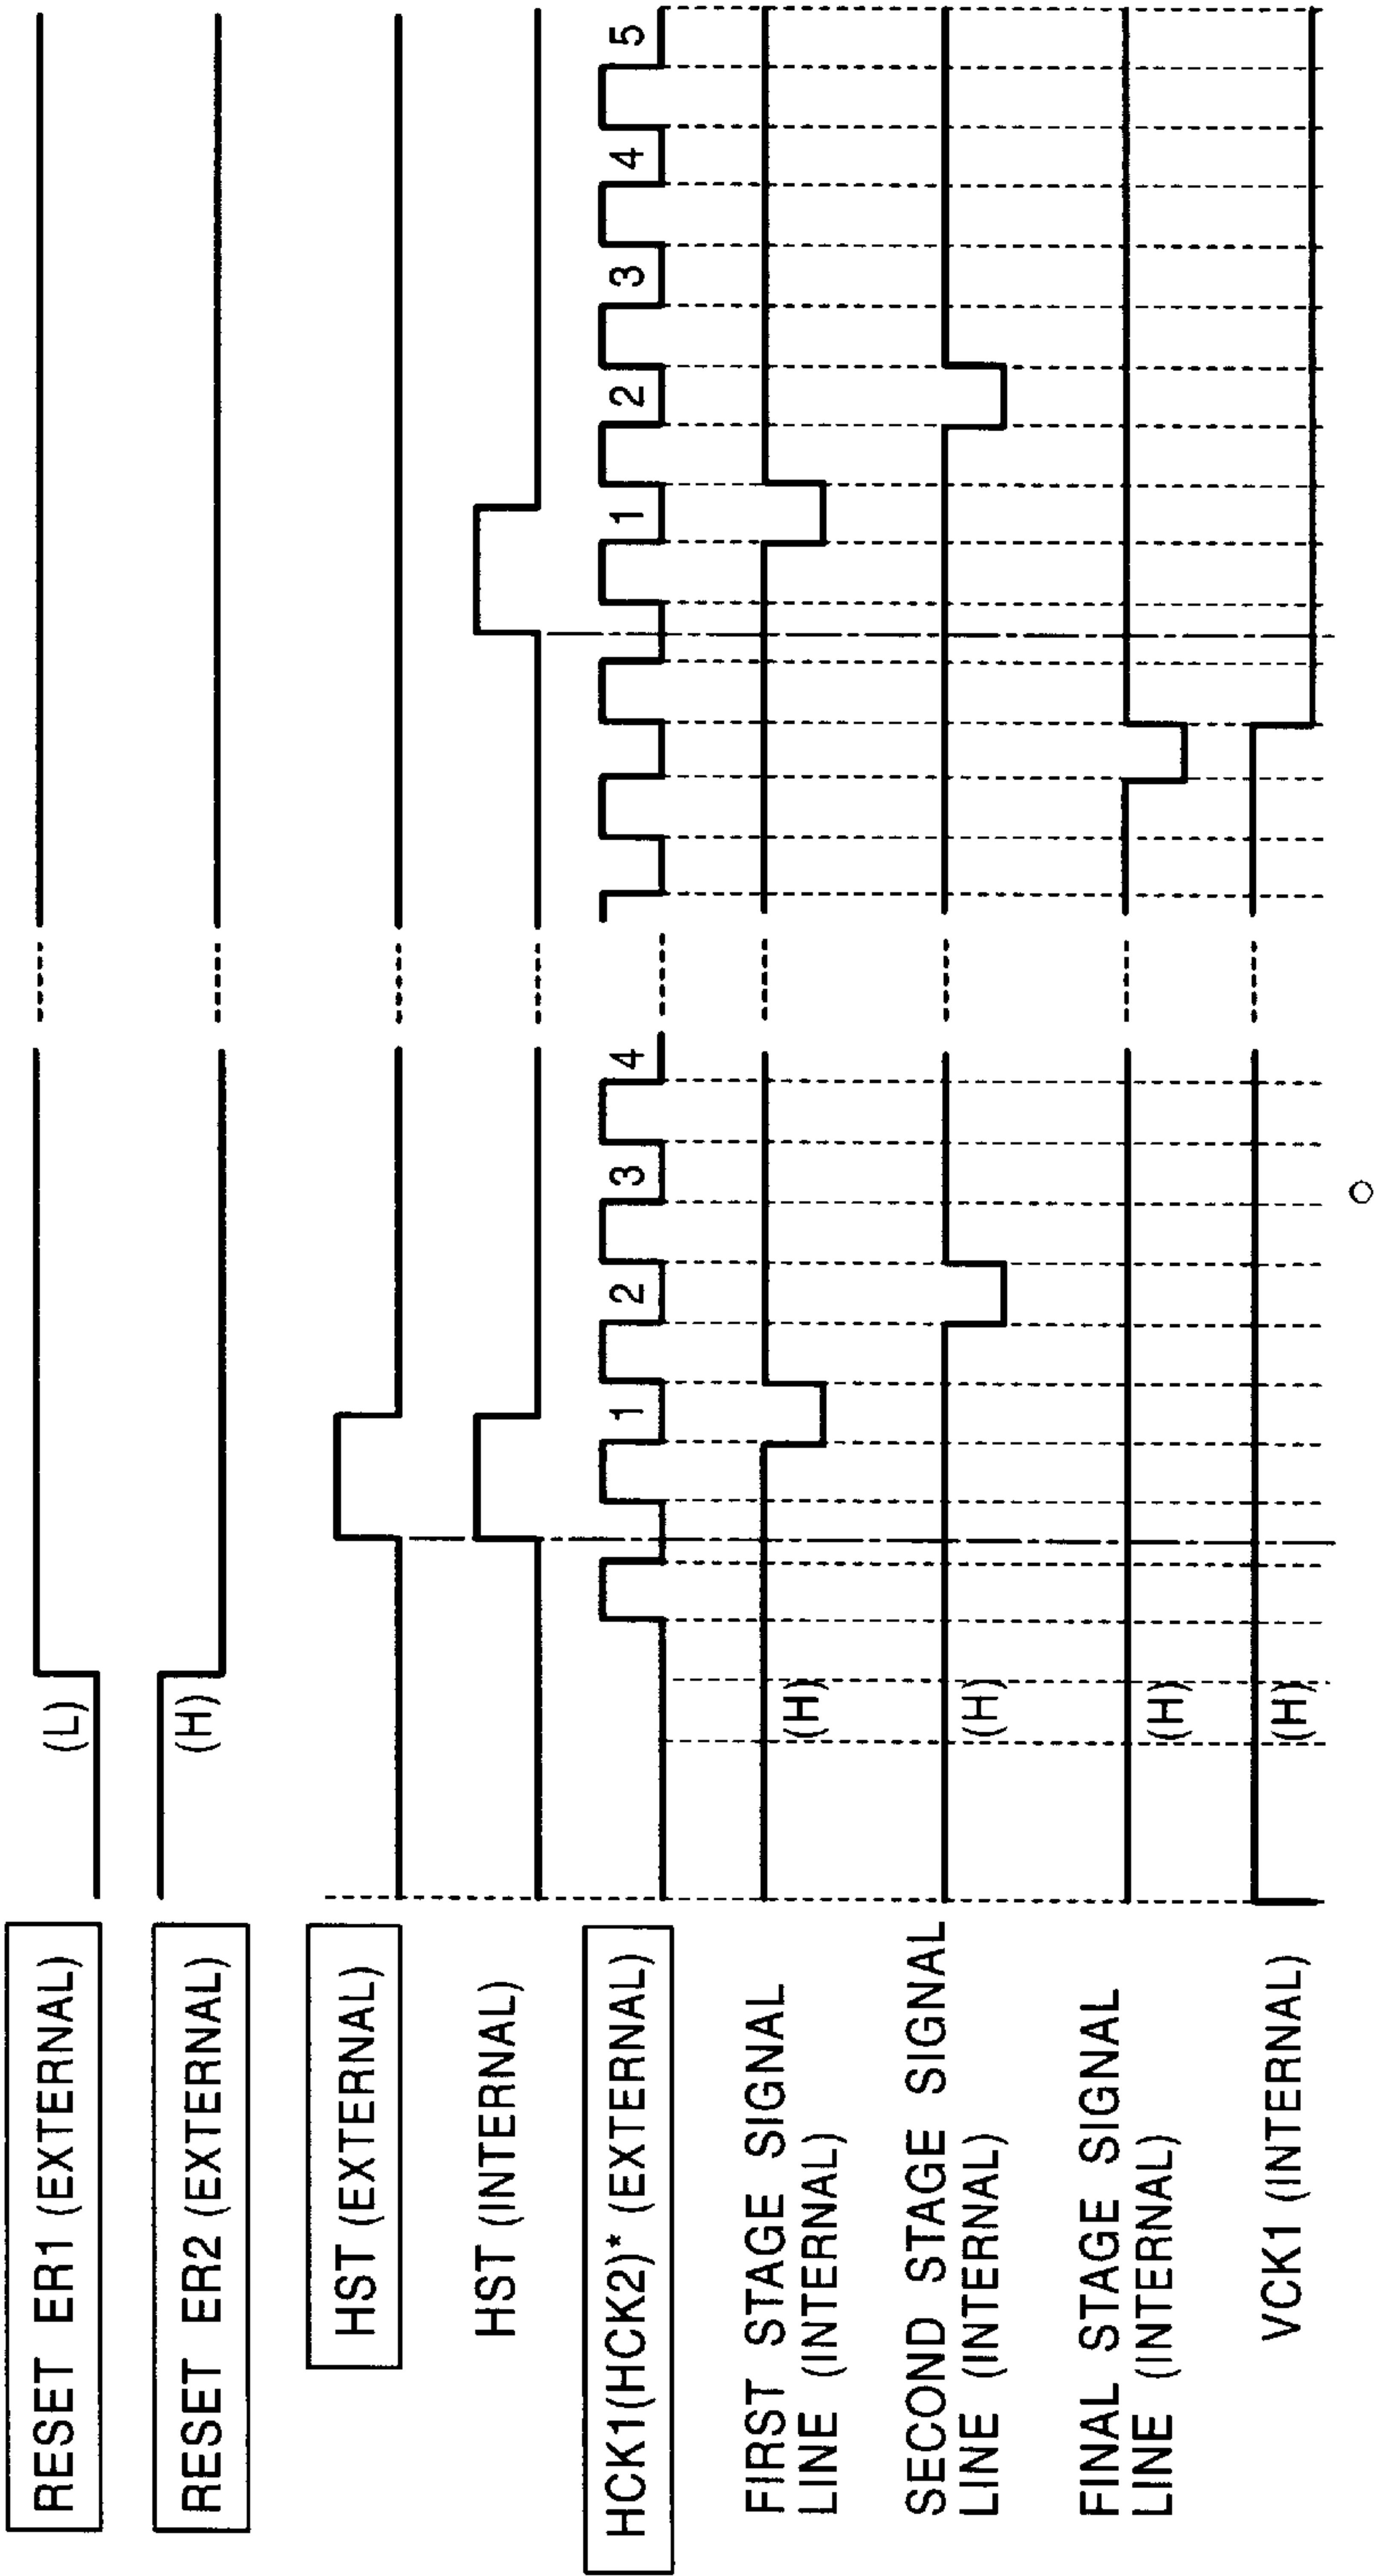 RESET ER1 (EXTERNAL)
(L)
RESET ER2 (EXTERNAL)
(H)
HST (EXTERNAL)
HST (INTERNAL)
HCK1(HCK2)* (EXTERNAL)
1 2 3 4 1 2 3 4 5
FIRST STAGE SIGNAL
LINE (INTERNAL)
(H)
SECOND STAGE SIGNAL
LINE (INTERNAL)
(H)
FINAL STAGE SIGNAL
LINE (INTERNAL)
(H)
VCK1 (INTERNAL)
(H)